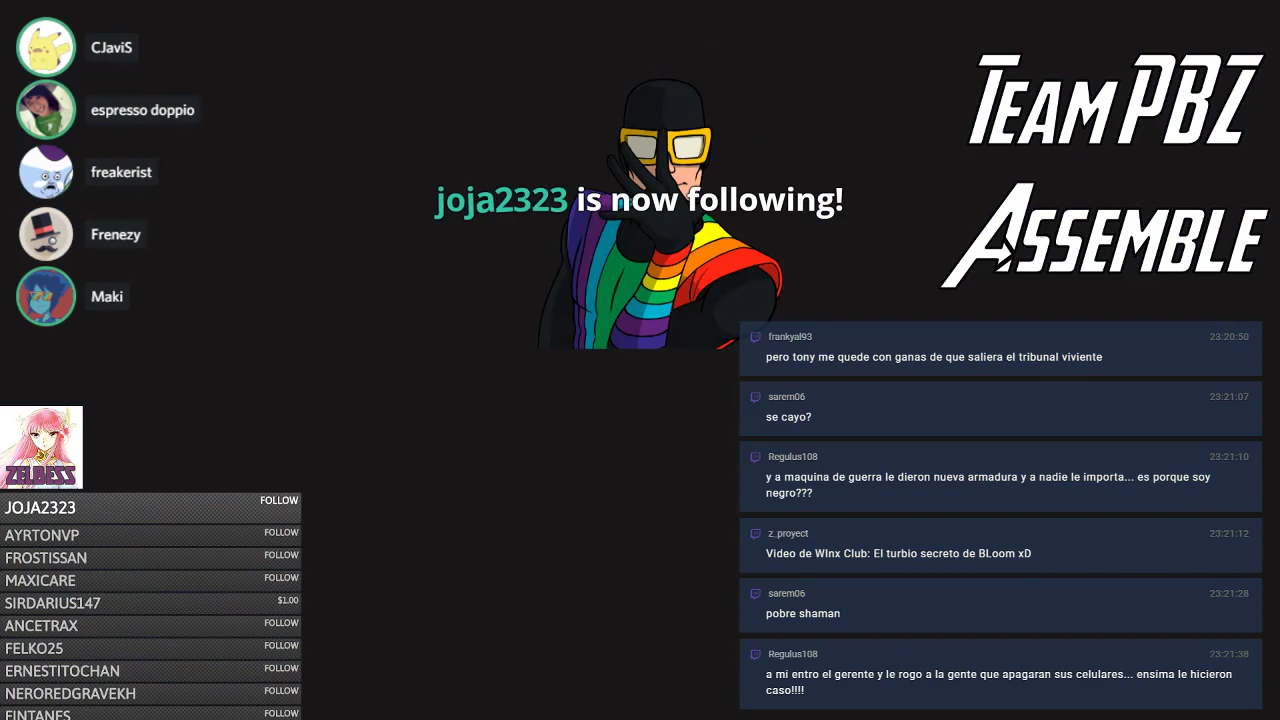 CJaviS
espresso doppio
freakerist
Frenezy
Maki
TEAM PBZ
ASSEMBLE
joja2323 is now following!
ZELBESS
JOJA2323 FOLLOW
AYRTONVP FOLLOW
FROSTISSAN FOLLOW
MAXICARE FOLLOW
SIRDARIUS147 $1.00
ANCETRAX FOLLOW
FELKO25 FOLLOW
ERNESTITOCHAN FOLLOW
NEROREDGRAVEKH FOLLOW
FINTANES FOLLOW
frankyal93 23:20:50
pero tony me quede con ganas de que saliera el tribunal viviente
sarem06 23:21:07
se cayo?
Regulus108 23:21:10
y a maquina de guerra le dieron nueva armadura y a nadie le importa... es porque soy
negro???
z_proyect 23:21:12
Video de WInx Club: El turbio secreto de BLoom xD
sarem06 23:21:28
pobre shaman
Regulus108 23:21:38
a mi entro el gerente y le rogo a la gente que apagaran sus celulares... ensima le hicieron
caso!!!!